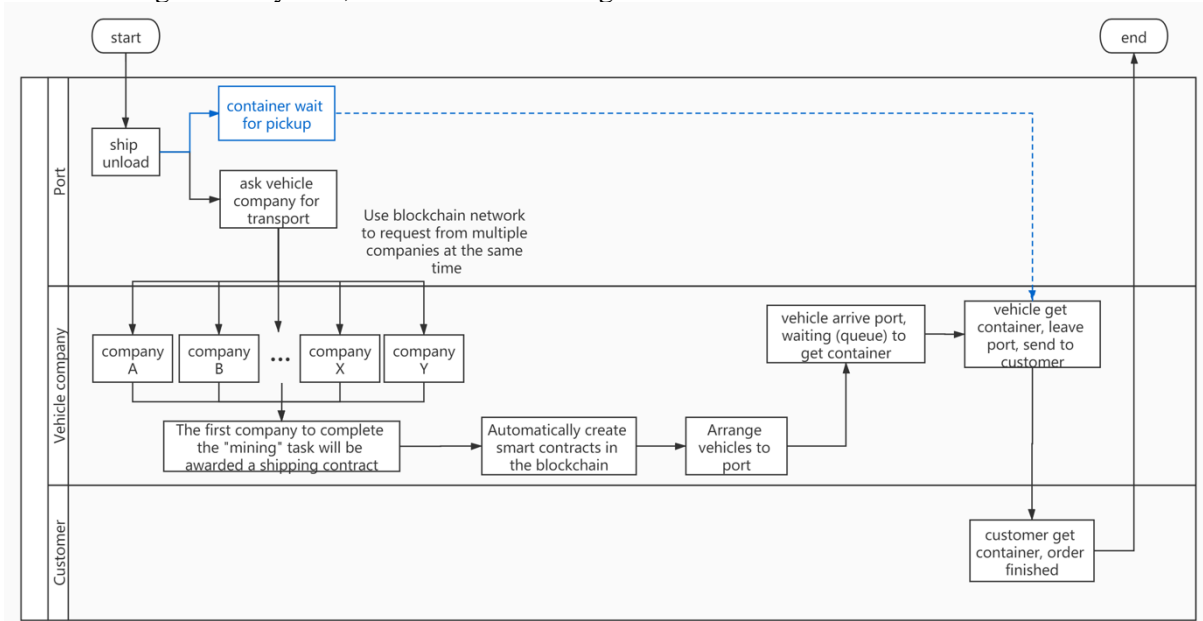 start
end
Port
container wait
for pickup
ship
unload
ask vehicle
company for
transport
Use blockchain network
to request from multiple
companies at the same
time
Vehicle company
company
A
company
B
...
company
X
company
Y
The first company to complete
the "mining" task will be
awarded a shipping contract
Automatically create
smart contracts in
the blockchain
Arrange
vehicles to
port
vehicle arrive port,
waiting (queue) to
get container
vehicle get
container, leave
port, send to
customer
Customer
customer get
container, order
finished